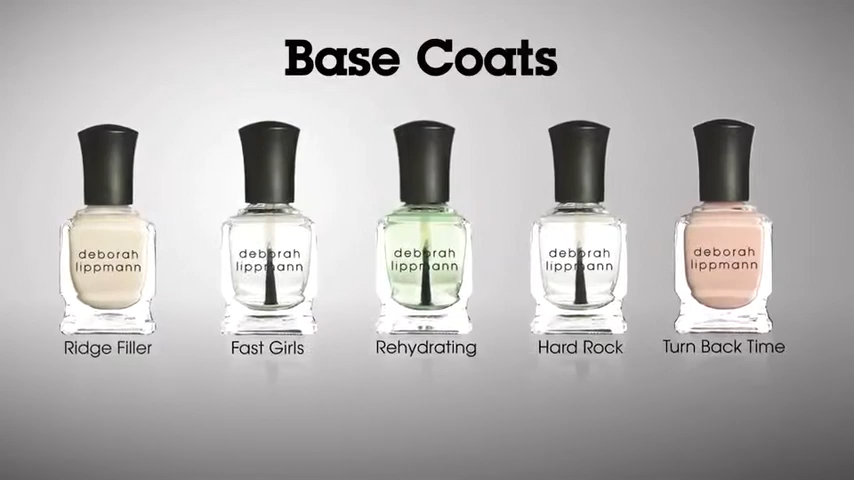 Base Coats
deborah
lippmann
deborah
lippmann
deborah
lippmann
deborah
lippmann
deborah
lippmann
Ridge Filler
Fast Girls
Rehydrating
Hard Rock
Turn Back Time